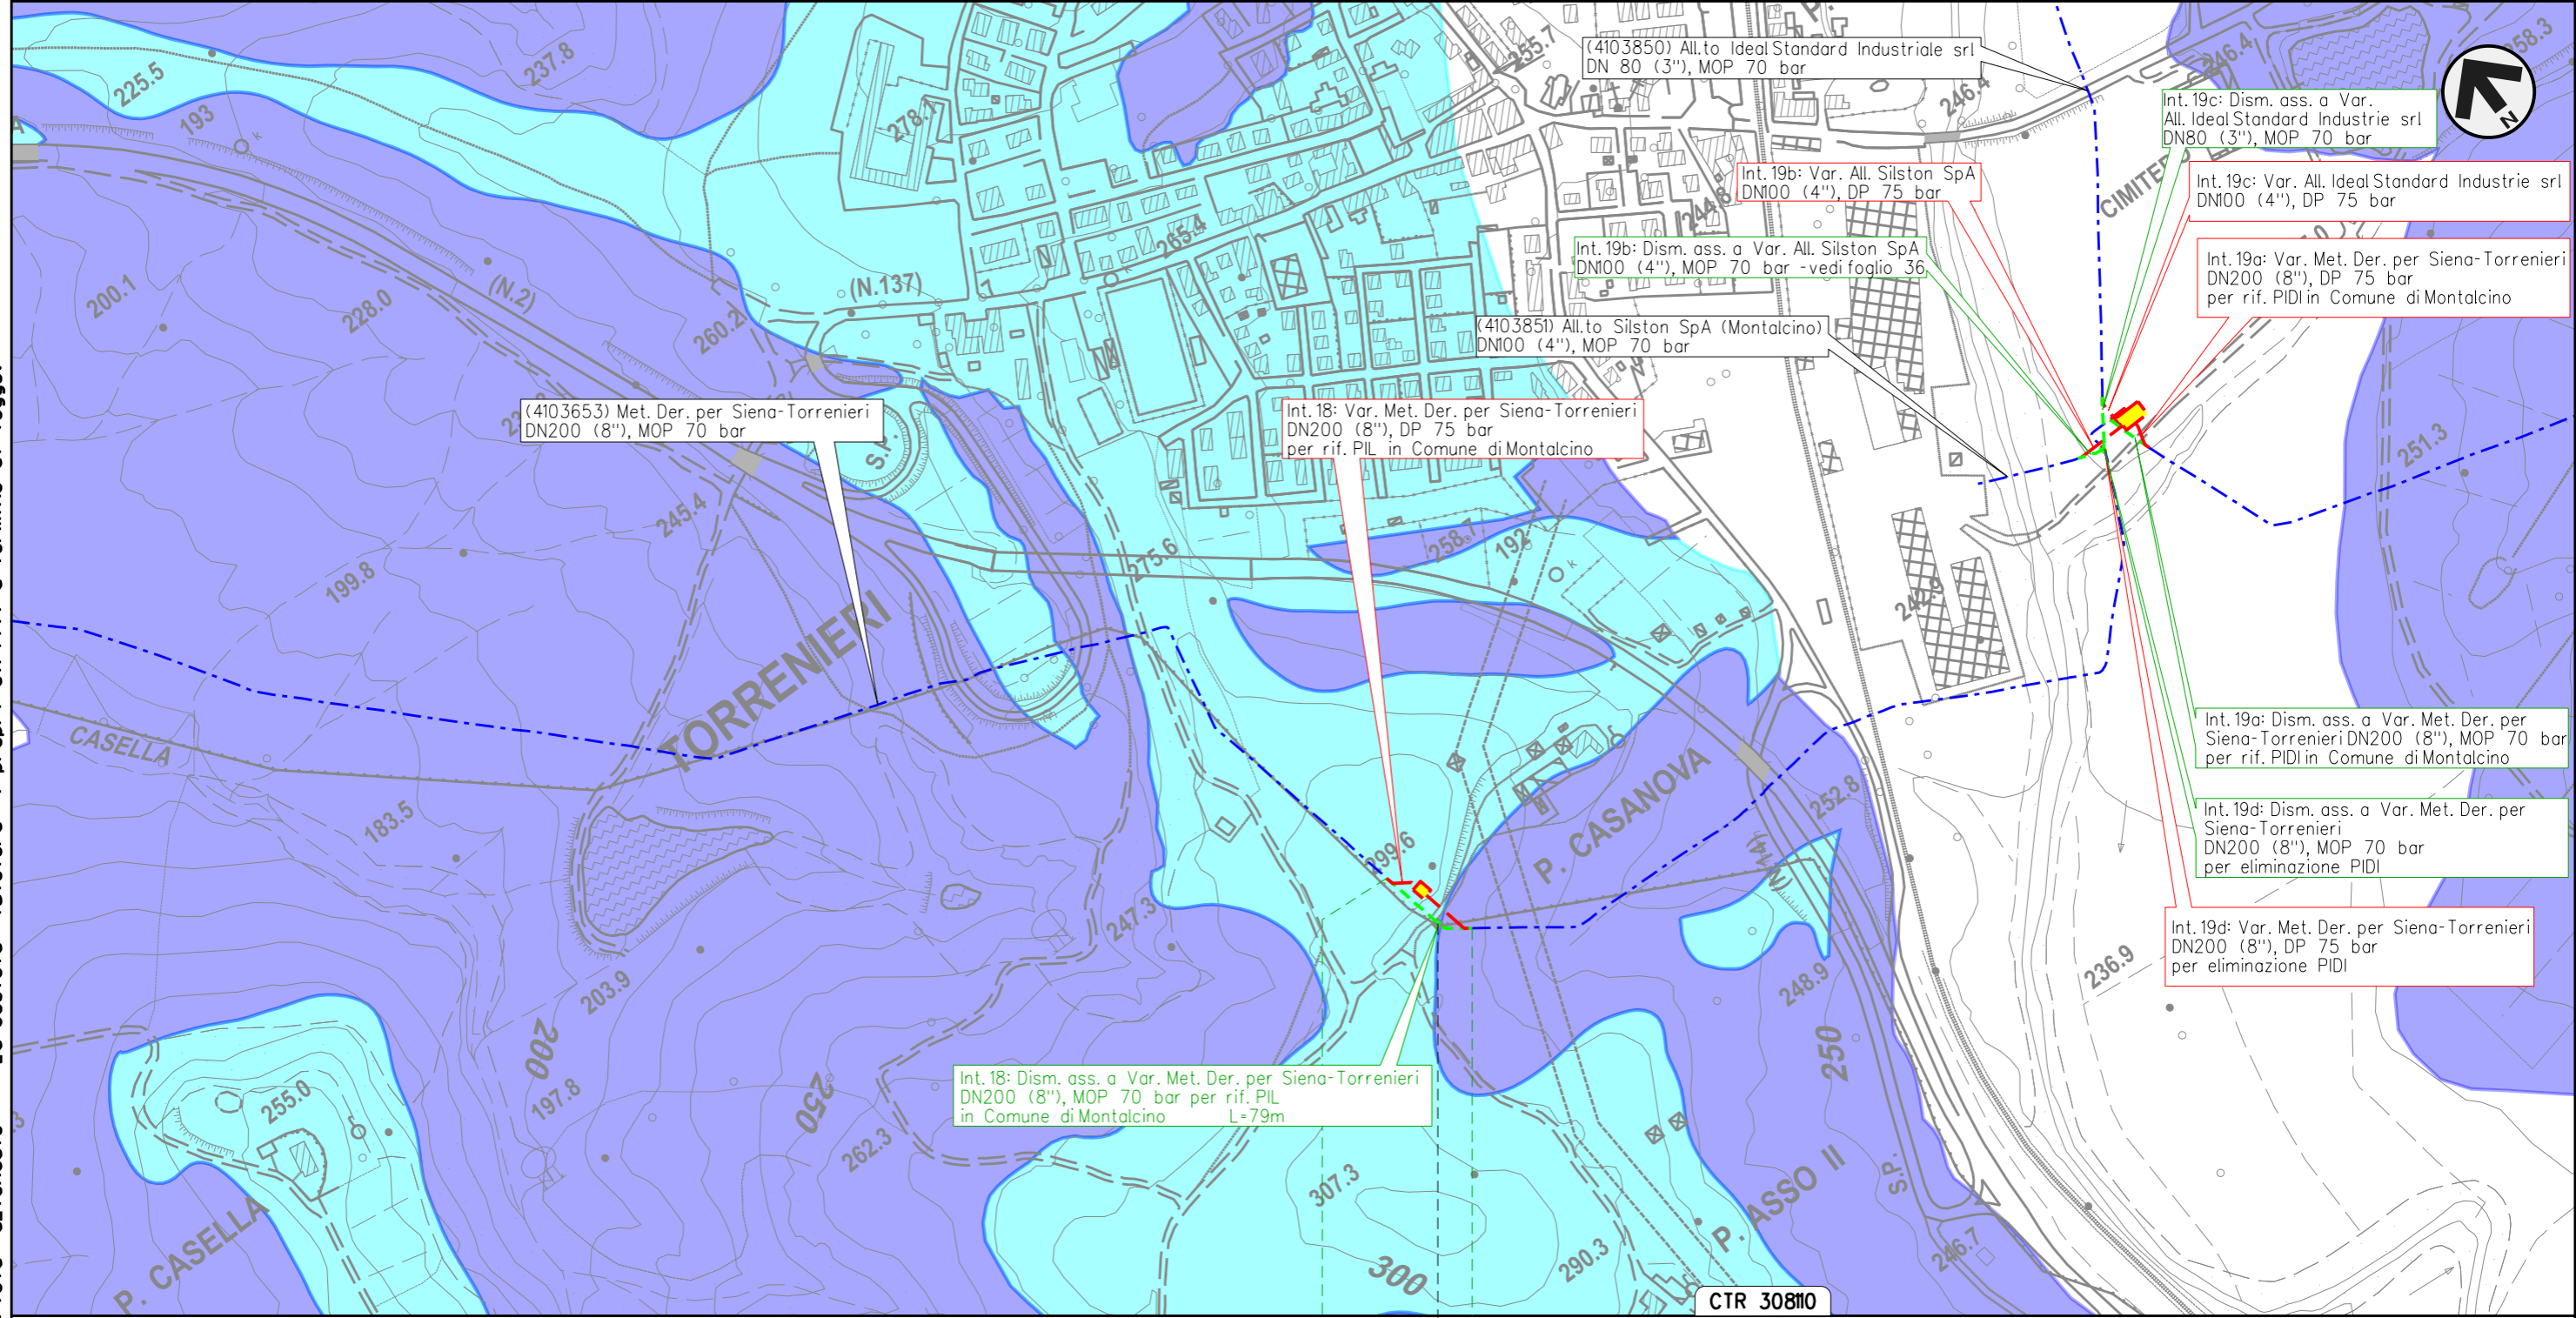 (4103850) All.to Ideal Standard Industriale srl
DN 80 (3"), MOP 70 bar
Int. 19c: Dism. ass. a Var.
All. Ideal Standard Industrie srl
DN80 (3"), MOP 70 bar
N
Int. 19b: Var. All. Silston SpA
DN100 (4"), DP 75 bar
Int. 19c: Var. All. Ideal Standard Industrie srl
DN100 (4"), DP 75 bar
Int. 19b: Dism. ass. a Var. All. Silston SpA
DN100 (4"), MOP 70 bar -vedi foglio 36
Int. 19a: Var. Met. Der. per Siena-Torrenieri
DN200 (8"), DP 75 bar
per rif. PIDI in Comune di Montalcino
(4103851) All.to Silston SpA (Montalcino)
DN100 (4"), MOP 70 bar
(4103653) Met. Der. per Siena-Torrenieri
DN200 (8"), MOP 70 bar
Int. 18: Var. Met. Der. per Siena-Torrenieri
DN200 (8"), DP 75 bar
per rif. PIL in Comune di Montalcino
Int. 19a: Dism. ass. a Var. Met. Der. per
Siena-Torrenieri DN200 (8"), MOP 70 bar
per rif. PIDI in Comune di Montalcino
Int. 19d: Dism. ass. a Var. Met. Der. per
Siena-Torrenieri
DN200 (8"), MOP 70 bar
per eliminazione PIDI
Int. 19d: Var. Met. Der. per Siena-Torrenieri
DN200 (8"), DP 75 bar
per eliminazione PIDI
Int. 18: Dism. ass. a Var. Met. Der. per Siena-Torrenieri
DN200 (8"), MOP 70 bar per rif. PIL
in Comune di Montalcino L=79m
225.5
193
k
237.8
278.7
255.7
246.4
246.4
258.3
CIMITERO
244.8
265.4
k
(N.137)
(N.2)
200.1
228.0
260.2
S.P.
245.4
199.8
275.6
258.7
192
k
242.9
251.3
TORRENIERI
CASELLA
183.5
299.6
P. CASANOVA
252.8
(N.14)
247.3
203.9
200
197.8
250
262.3
255.0
P. CASELLA
248.9
250
236.9
307.3
300
290.3
P. ASSO II
S.P.
246.7
CTR 308110